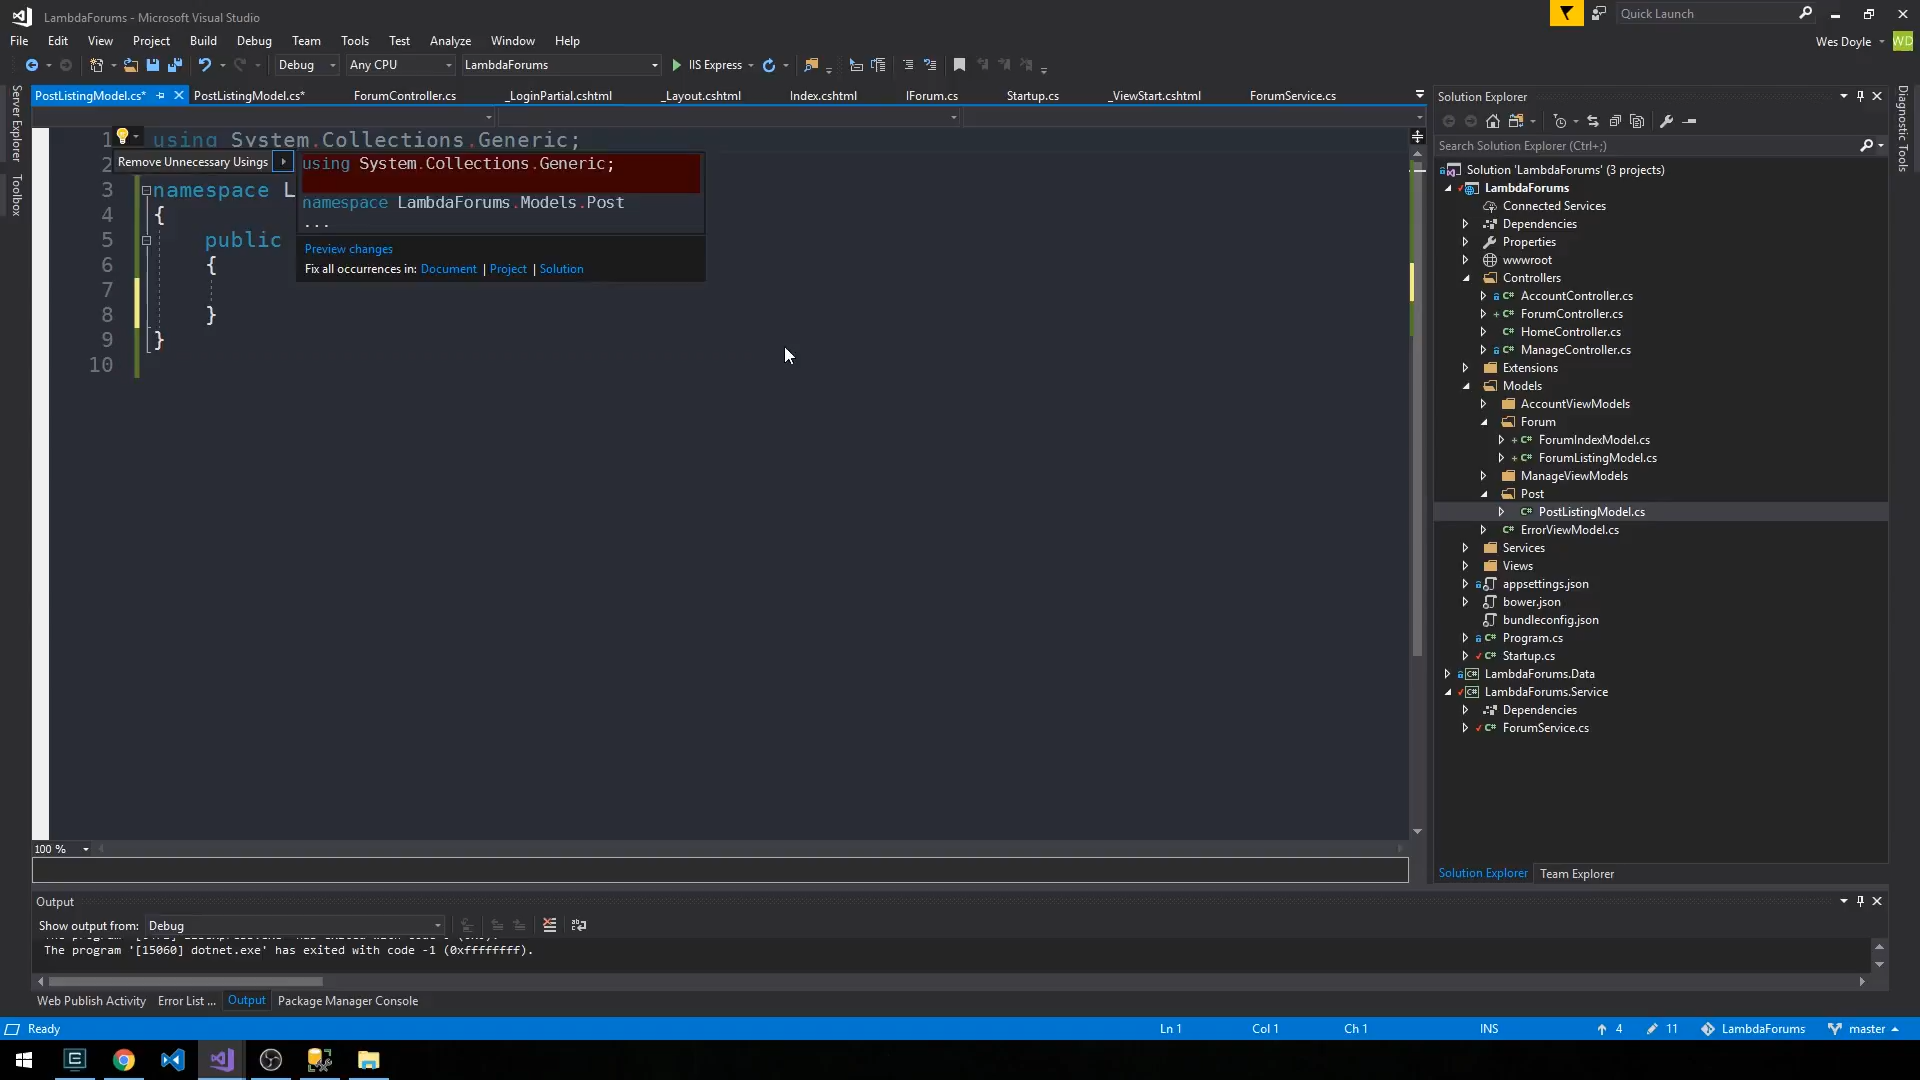 LambdaForums - Microsoft Visual Studio
Quick Launch
File Edit View Project Build Debug Team Tools Test Analyze Window Help
Wes Doyle WD
Debug Any CPU LambdaForums IIS Express
PostListingModel.cs* PostListingModel.cs* ForumController.cs _LoginPartial.cshtml _Layout.cshtml Index.cshtml IForum.cs Startup.cs _ViewStart.cshtml ForumService.cs
Server Explorer
Toolbox
1 using System.Collections.Generic;
2
Remove Unnecessary Usings
using System.Collections.Generic;
namespace LambdaForums.Models.Post
...
Preview changes
Fix all occurrences in: Document | Project | Solution
3 namespace L
4 {
5 public
6 {
7
8 }
9 }
10
100 %
Solution Explorer
Search Solution Explorer (Ctrl+;)
Solution 'LambdaForums' (3 projects)
LambdaForums
Connected Services
Dependencies
Properties
wwwroot
Controllers
C# AccountController.cs
+ C# ForumController.cs
C# HomeController.cs
C# ManageController.cs
Extensions
Models
AccountViewModels
Forum
+ C# ForumIndexModel.cs
+ C# ForumListingModel.cs
ManageViewModels
Post
C# PostListingModel.cs
C# ErrorViewModel.cs
Services
Views
appsettings.json
bower.json
bundleconfig.json
C# Program.cs
C# Startup.cs
C# LambdaForums.Data
C# LambdaForums.Service
Dependencies
C# ForumService.cs
Solution Explorer Team Explorer
Diagnostic Tools
Output
Show output from: Debug
The program '[15060] dotnet.exe' has exited with code -1 (0xffffffff).
Web Publish Activity Error List ... Output Package Manager Console
Ready Ln 1 Col 1 Ch 1 INS 4 11 LambdaForums master